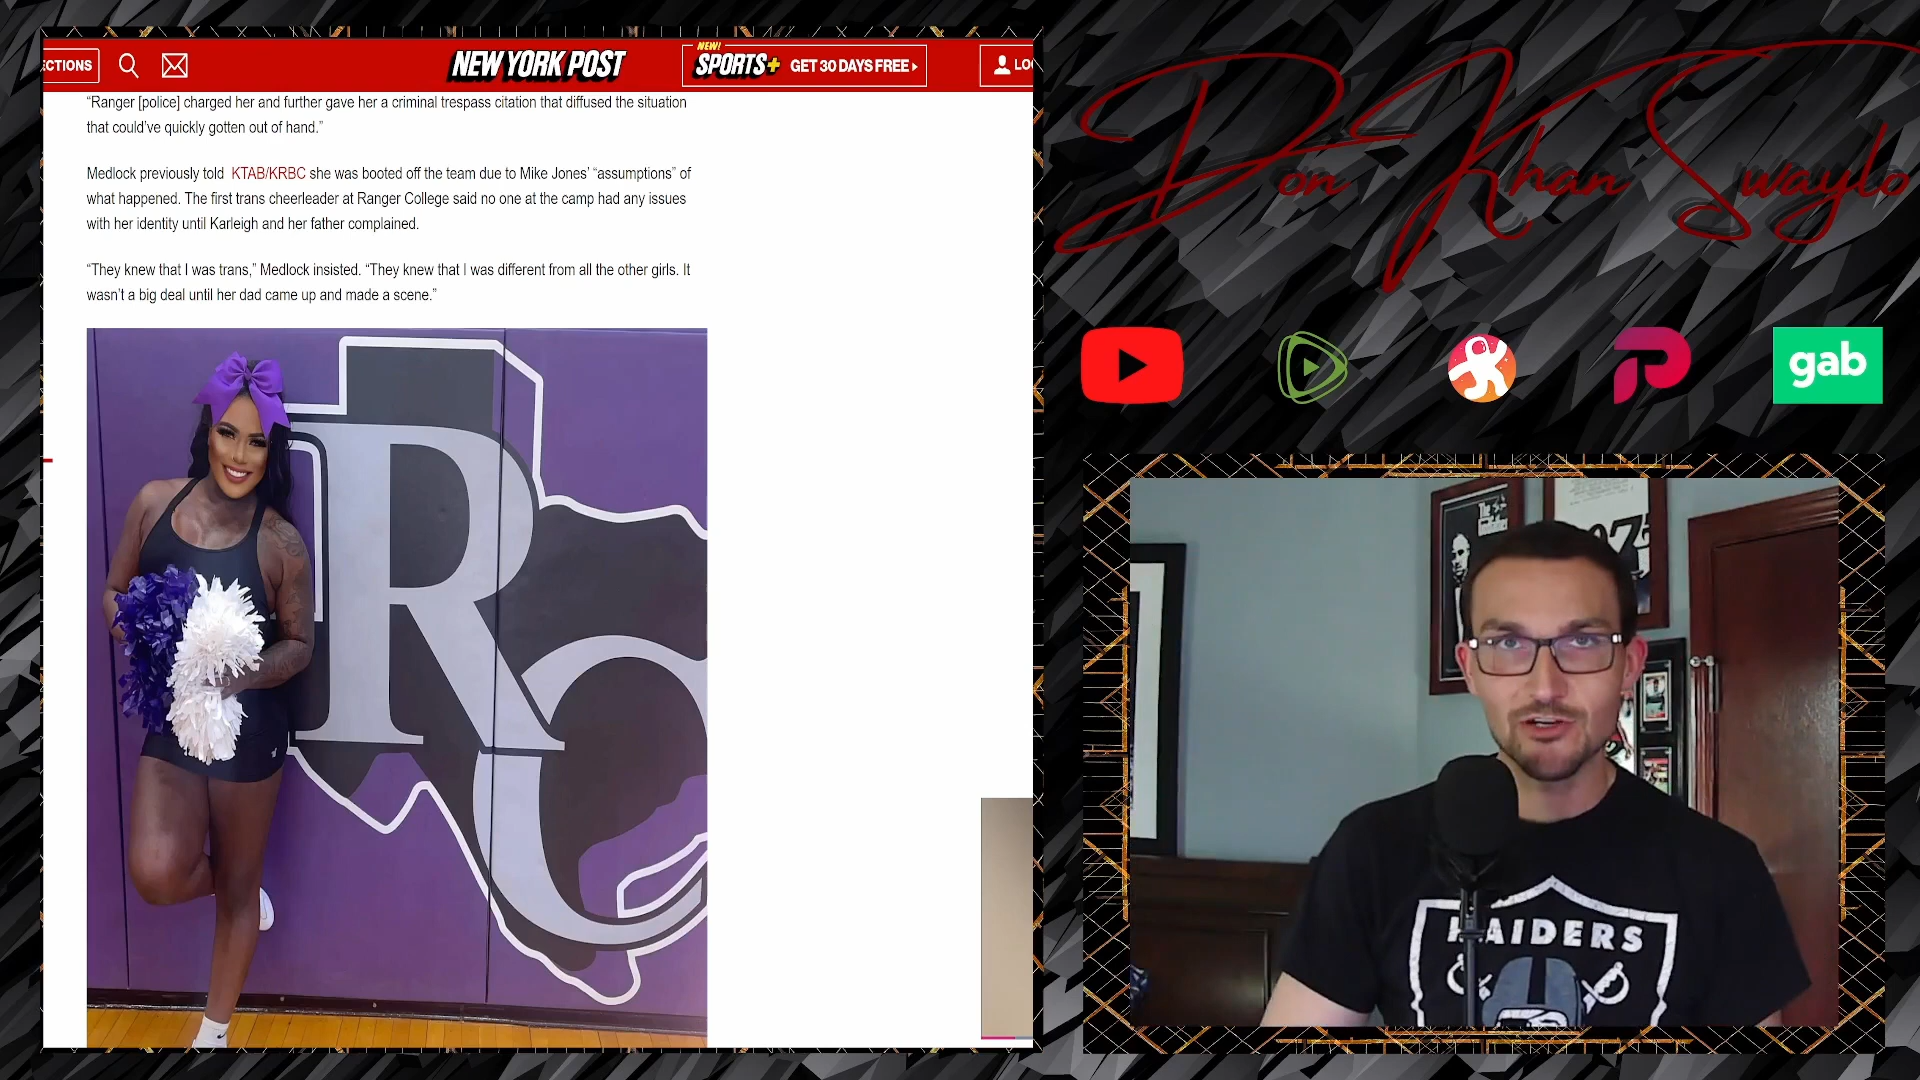 ECTIONS
NEW YORK POST
NEW!
SPORTS+ GET 30 DAYS FREE
LO
“Ranger [police] charged her and further gave her a criminal trespass citation that diffused the situation
that could’ve quickly gotten out of hand.”
Medlock previously told KTAB/KRBC she was booted off the team due to Mike Jones’ “assumptions” of
what happened. The first trans cheerleader at Ranger College said no one at the camp had any issues
with her identity until Karleigh and her father complained.
“They knew that I was trans,” Medlock insisted. “They knew that I was different from all the other girls. It
wasn’t a big deal until her dad came up and made a scene.”
RC
Don Khan Swaylo
gab
RAIDERS